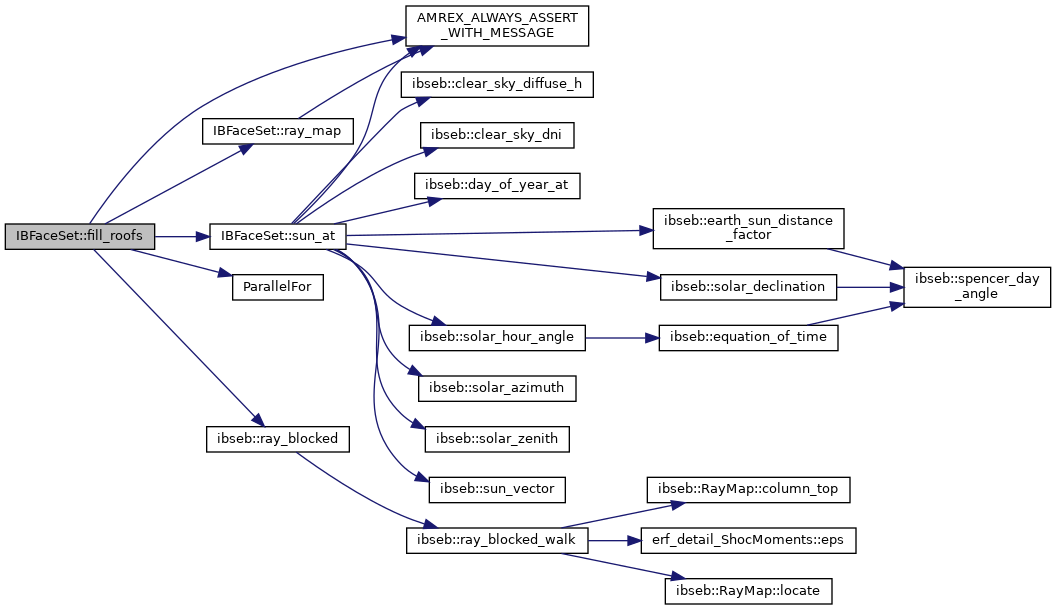 AMREX_ALWAYS_ASSERT
_WITH_MESSAGE
ibseb::clear_sky_diffuse_h
IBFaceSet::ray_map
ibseb::clear_sky_dni
ibseb::day_of_year_at
IBFaceSet::fill_roofs
IBFaceSet::sun_at
ibseb::earth_sun_distance
_factor
ParallelFor
ibseb::solar_declination
ibseb::spencer_day
_angle
ibseb::solar_hour_angle
ibseb::equation_of_time
ibseb::solar_azimuth
ibseb::ray_blocked
ibseb::solar_zenith
ibseb::sun_vector
ibseb::RayMap::column_top
ibseb::ray_blocked_walk
erf_detail_ShocMoments::eps
ibseb::RayMap::locate